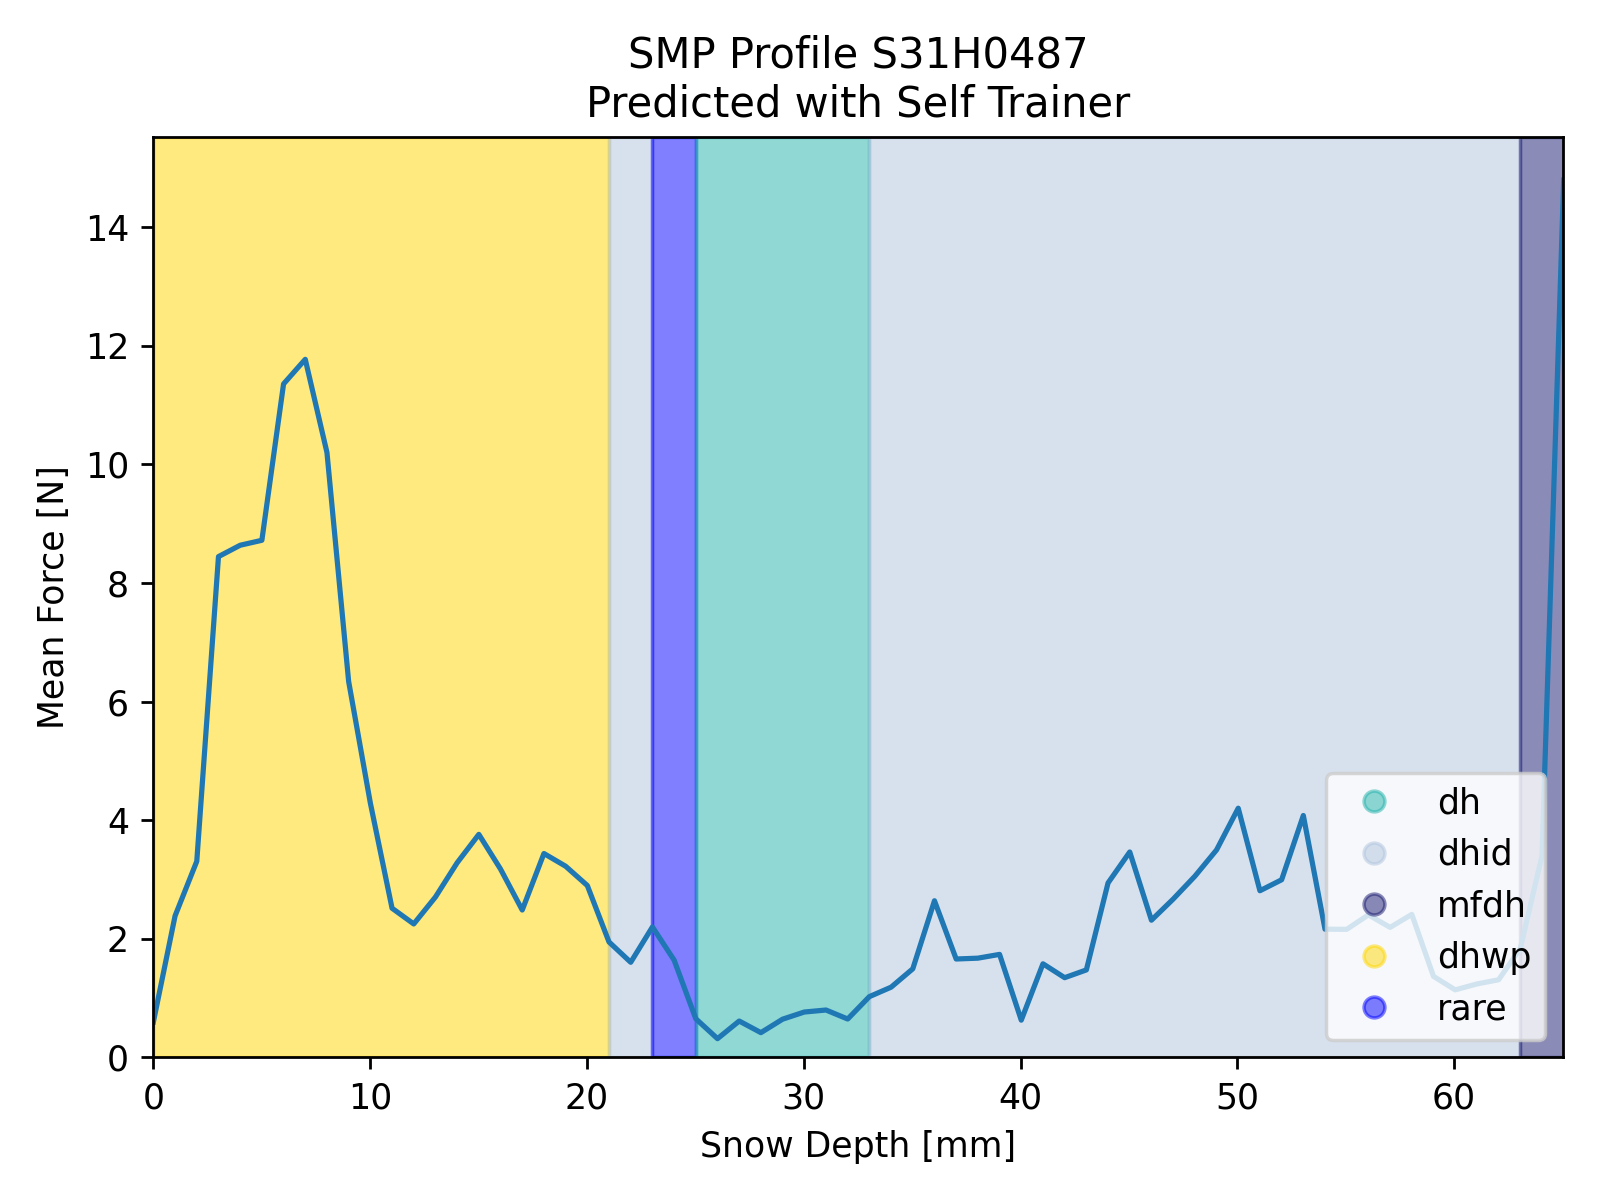 SMP Profile S31H0487
Predicted with Self Trainer
Mean Force [N]
14
12
10
8
6
4
2
0
dh
dhid
mfdh
dhwp
rare
0 10 20 30 40 50 60
Snow Depth [mm]